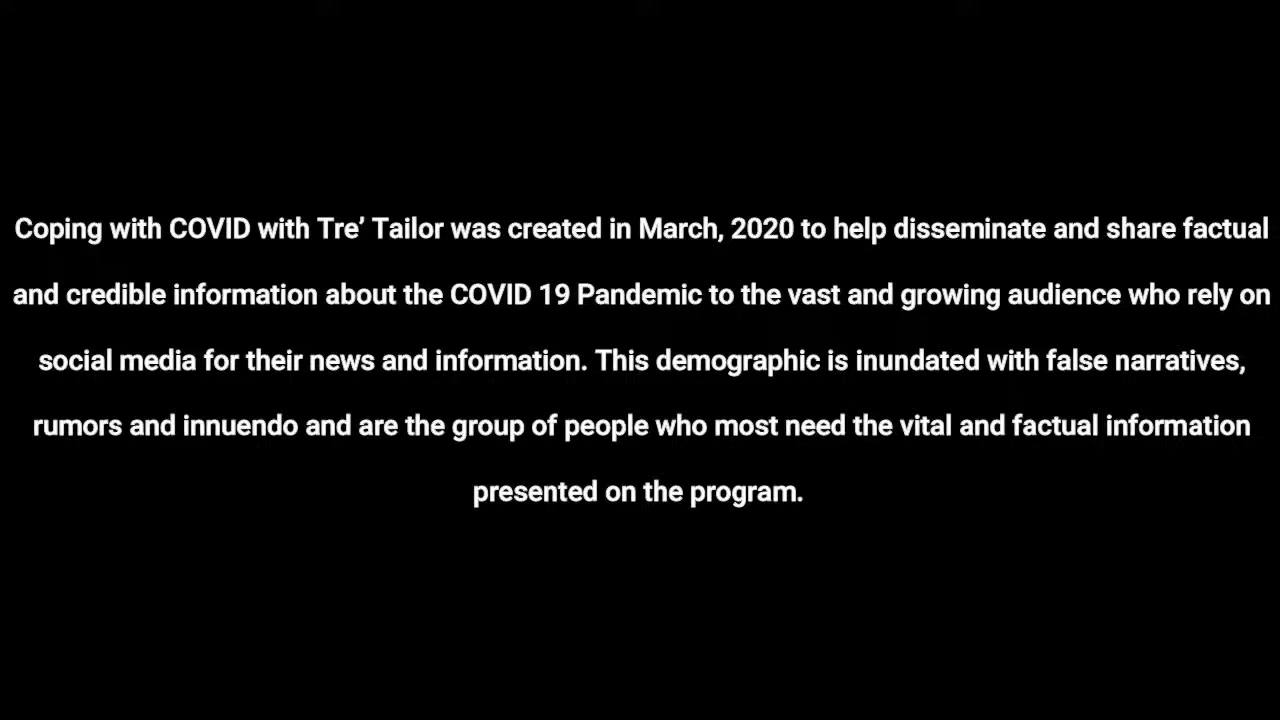 Coping with COVID with Tre’ Tailor was created in March, 2020 to help disseminate and share factual
and credible information about the COVID 19 Pandemic to the vast and growing audience who rely on
social media for their news and information. This demographic is inundated with false narratives,
rumors and innuendo and are the group of people who most need the vital and factual information
presented on the program.